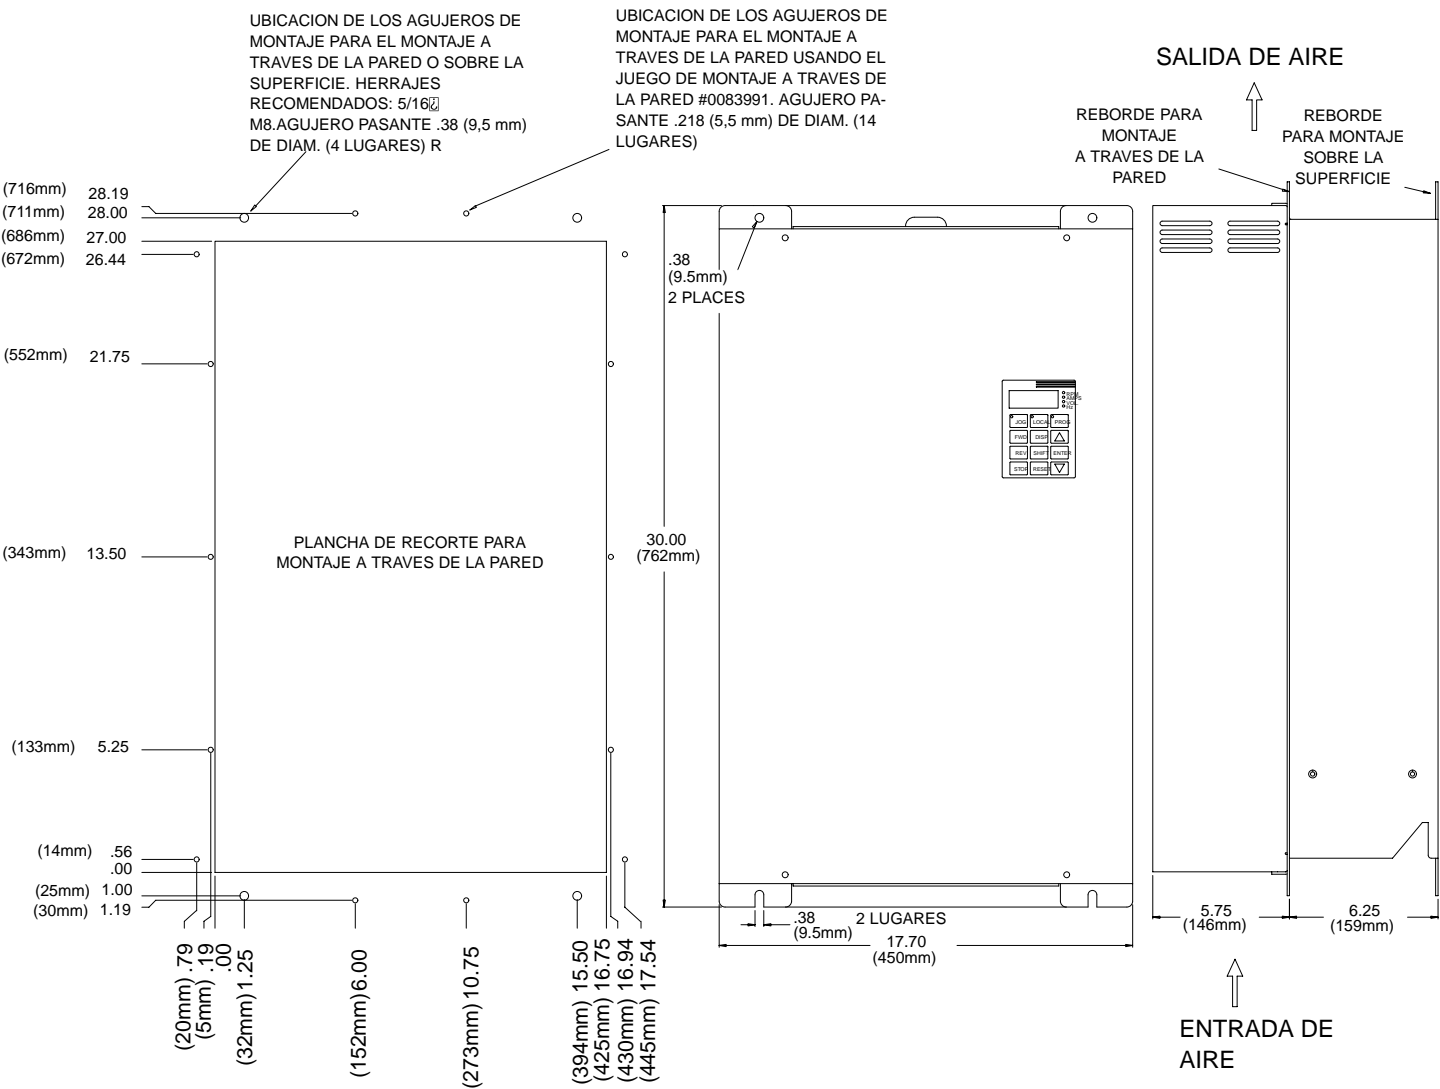 UBICACION DE LOS AGUJEROS DE
MONTAJE PARA EL MONTAJE A
TRAVES DE LA PARED O SOBRE LA
SUPERFICIE. HERRAJES
RECOMENDADOS: 5/16
M8.AGUJERO PASANTE .38 (9,5 mm)
DE DIAM. (4 LUGARES) R
UBICACION DE LOS AGUJEROS DE
MONTAJE PARA EL MONTAJE A
TRAVES DE LA PARED USANDO EL
JUEGO DE MONTAJE A TRAVES DE
LA PARED #0083991. AGUJERO PA-
SANTE .218 (5,5 mm) DE DIAM. (14
LUGARES)
SALIDA DE AIRE
REBORDE PARA
MONTAJE
A TRAVES DE LA
PARED
REBORDE
PARA MONTAJE
SOBRE LA
SUPERFICIE
(716mm) 28.19
(711mm) 28.00
(686mm) 27.00
(672mm) 26.44
(552mm) 21.75
(343mm) 13.50
(133mm) 5.25
(14mm) .56
.00
(25mm) 1.00
(30mm) 1.19
PLANCHA DE RECORTE PARA
MONTAJE A TRAVES DE LA PARED
(20mm) .79
(5mm) .19
.00
(32mm) 1.25
(152mm) 6.00
(273mm) 10.75
(394mm) 15.50
(425mm) 16.75
(430mm) 16.94
(445mm) 17.54
.38
(9.5mm)
2 PLACES
30.00
(762mm)
RPM
AMPS
VOL
Hz
JOG LOCAL PROG
FWD DISP
REV SHIFT ENTER
STOP RESET
.38
(9.5mm)
2 LUGARES
17.70
(450mm)
5.75
(146mm)
6.25
(159mm)
ENTRADA DE
AIRE